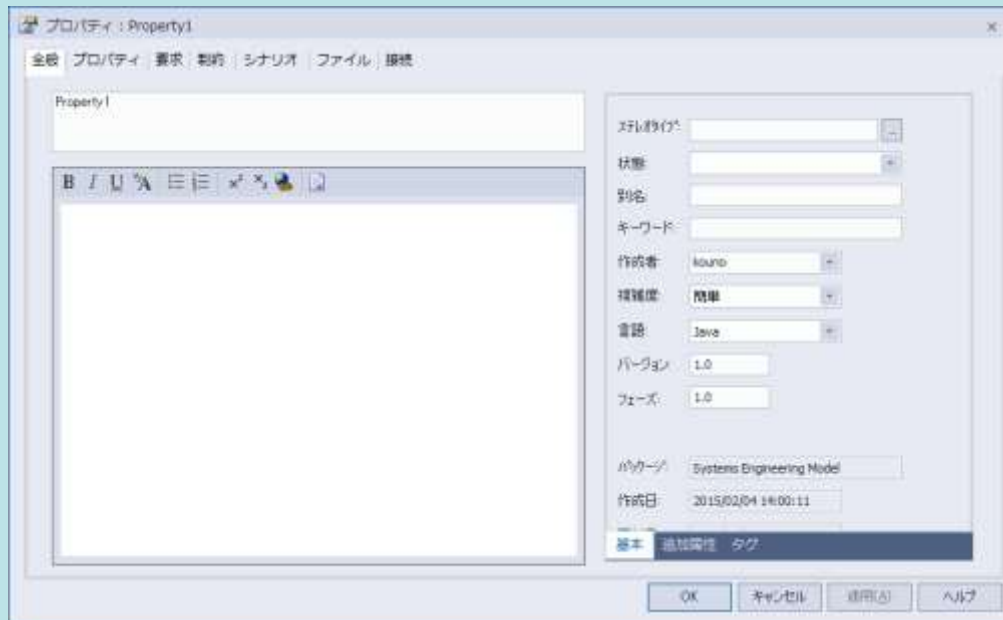 プロパティ : Property1
全般 プロパティ 要求 制約 シナリオ ファイル 接続
Property1
B I U A
ステレオタイプ:
状態:
別名:
キーワード:
作成者: kouno
複雑度: 簡単
言語: Java
バージョン: 1.0
フェーズ: 1.0
パッケージ: Systems Engineering Model
作成日: 2015/02/04 14:00:11
基本 追加属性 タグ
OK キャンセル 適用(A) ヘルプ